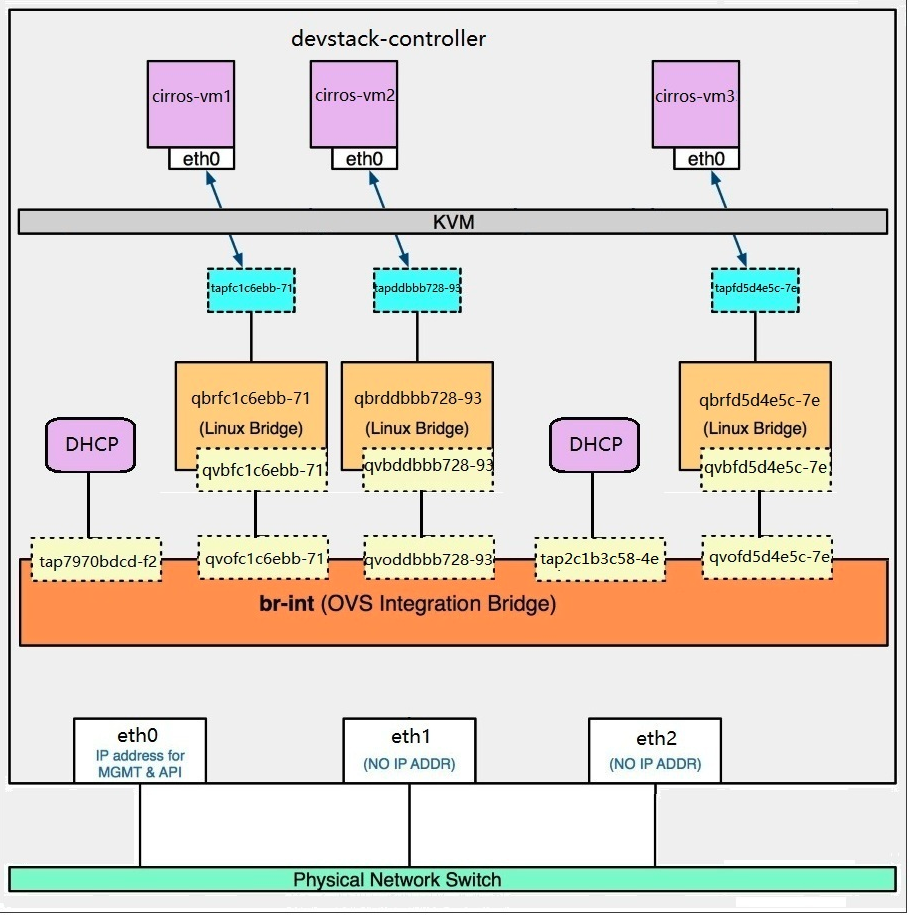 devstack-controller
cirros-vm1
cirros-vm2
cirros-vm3
eth0
eth0
eth0
KVM
tapfc1c6ebb-71
tapddbbb728-93
tapfd5d4e5c-7e
qbrfc1c6ebb-71
(Linux Bridge)
qbrddbbb728-93
(Linux Bridge)
qbrfd5d4e5c-7e
(Linux Bridge)
DHCP
DHCP
qvbfc1c6ebb-71
qvbddbbb728-93
qvbfd5d4e5c-7e
tap7970bdcd-f2
qvofc1c6ebb-71
qvoddbbb728-93
tap2c1b3c58-4e
qvofd5d4e5c-7e
br-int (OVS Integration Bridge)
eth0
IP address for
MGMT & API
eth1
(NO IP ADDR)
eth2
(NO IP ADDR)
Physical Network Switch